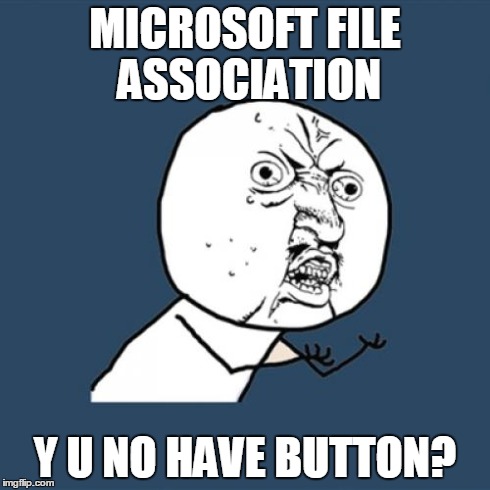 MICROSOFT FILE
ASSOCIATION
Y U NO HAVE BUTTON?
imgflip.com